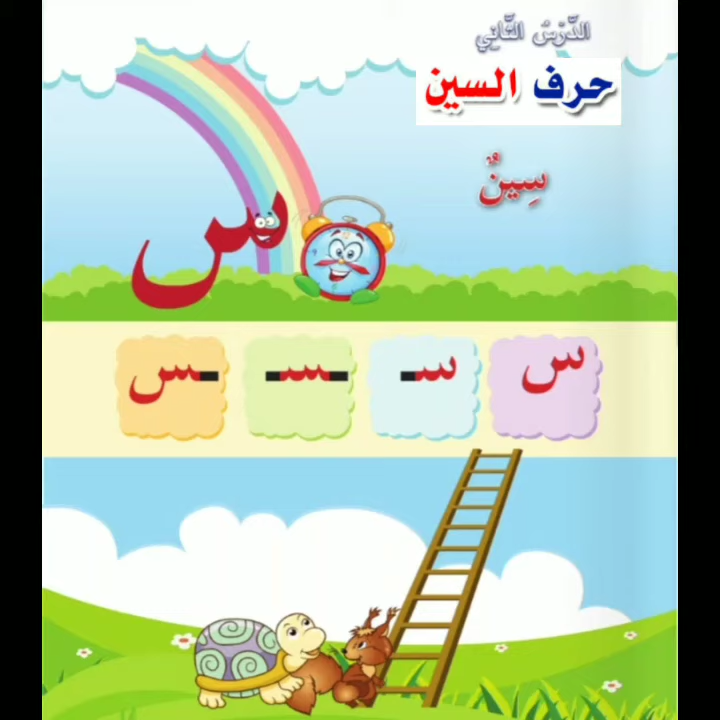 الدَّرْسُ الثَّانِي
حرف السين
سِينٌ
س
س سـ ـسـ ـس